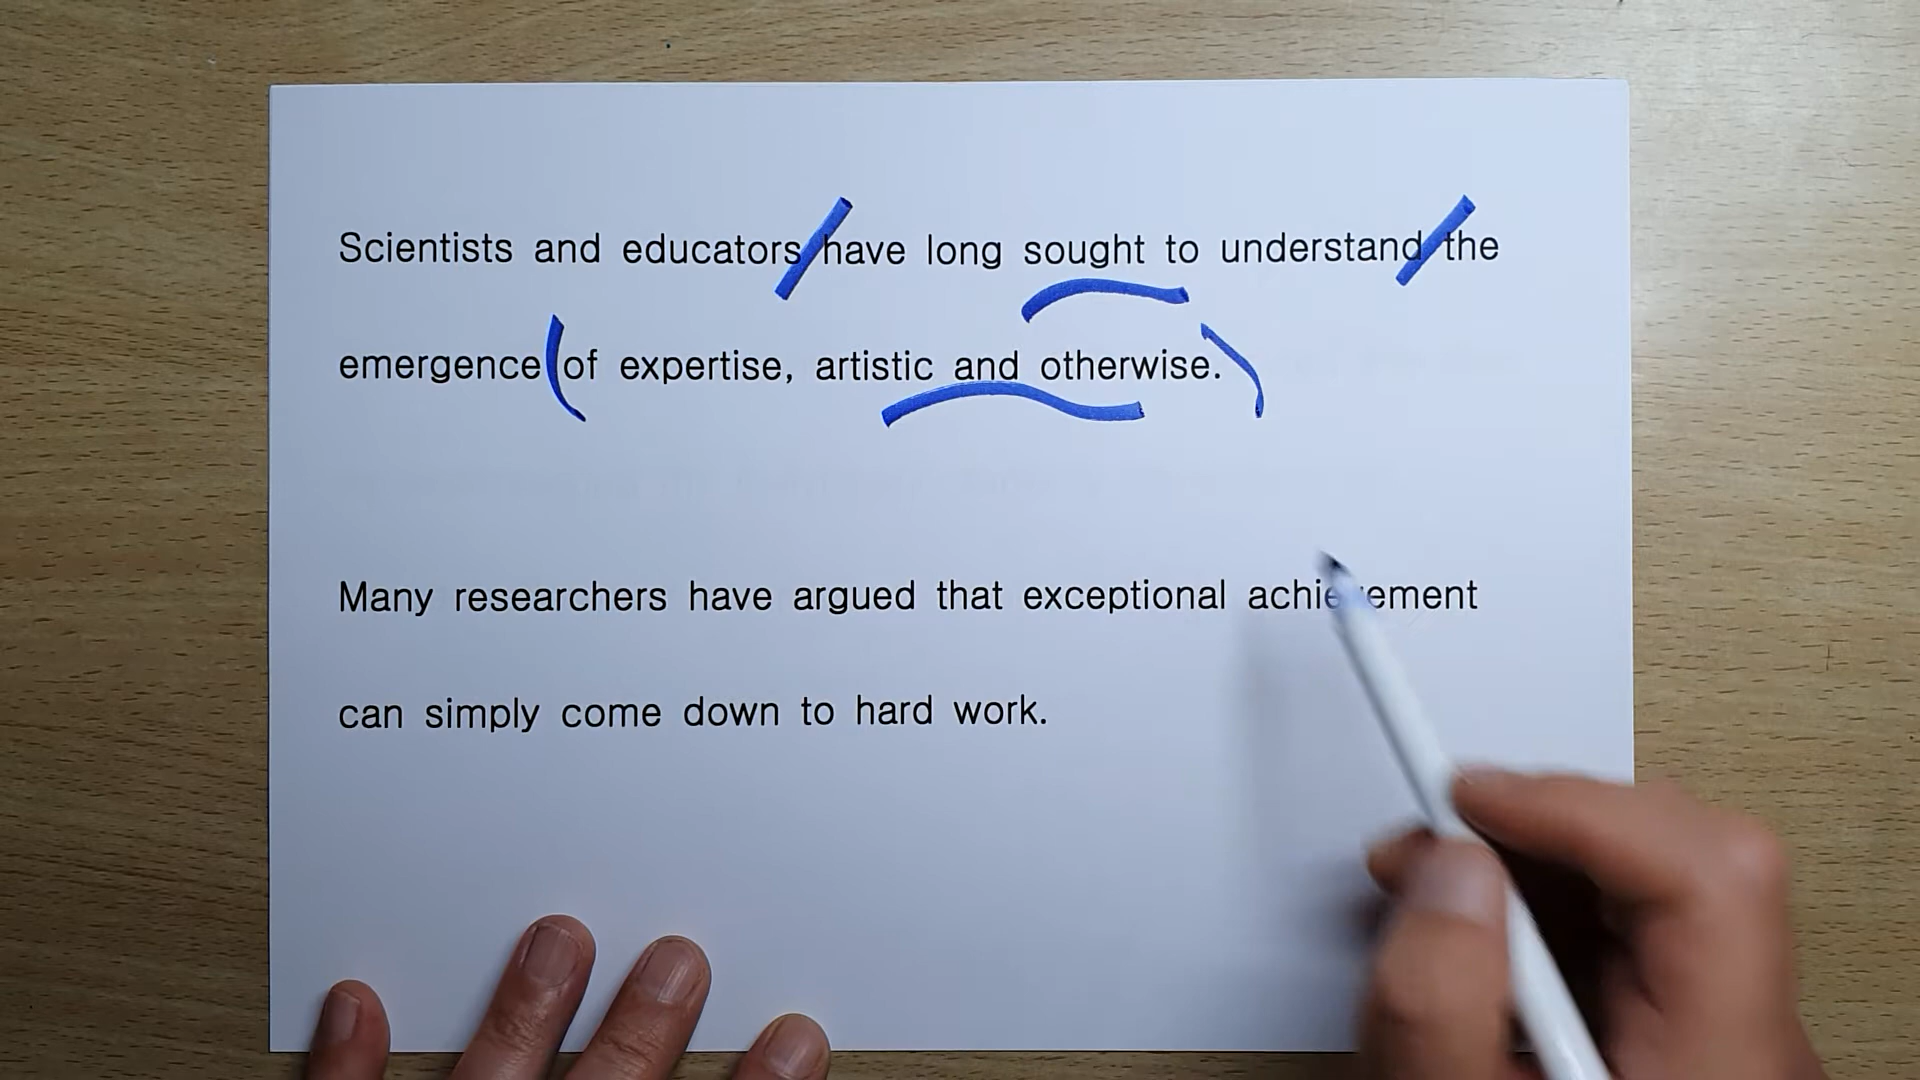 Scientists and educators have long sought to understand the
emergence of expertise, artistic and otherwise.
Many researchers have argued that exceptional achievement
can simply come down to hard work.